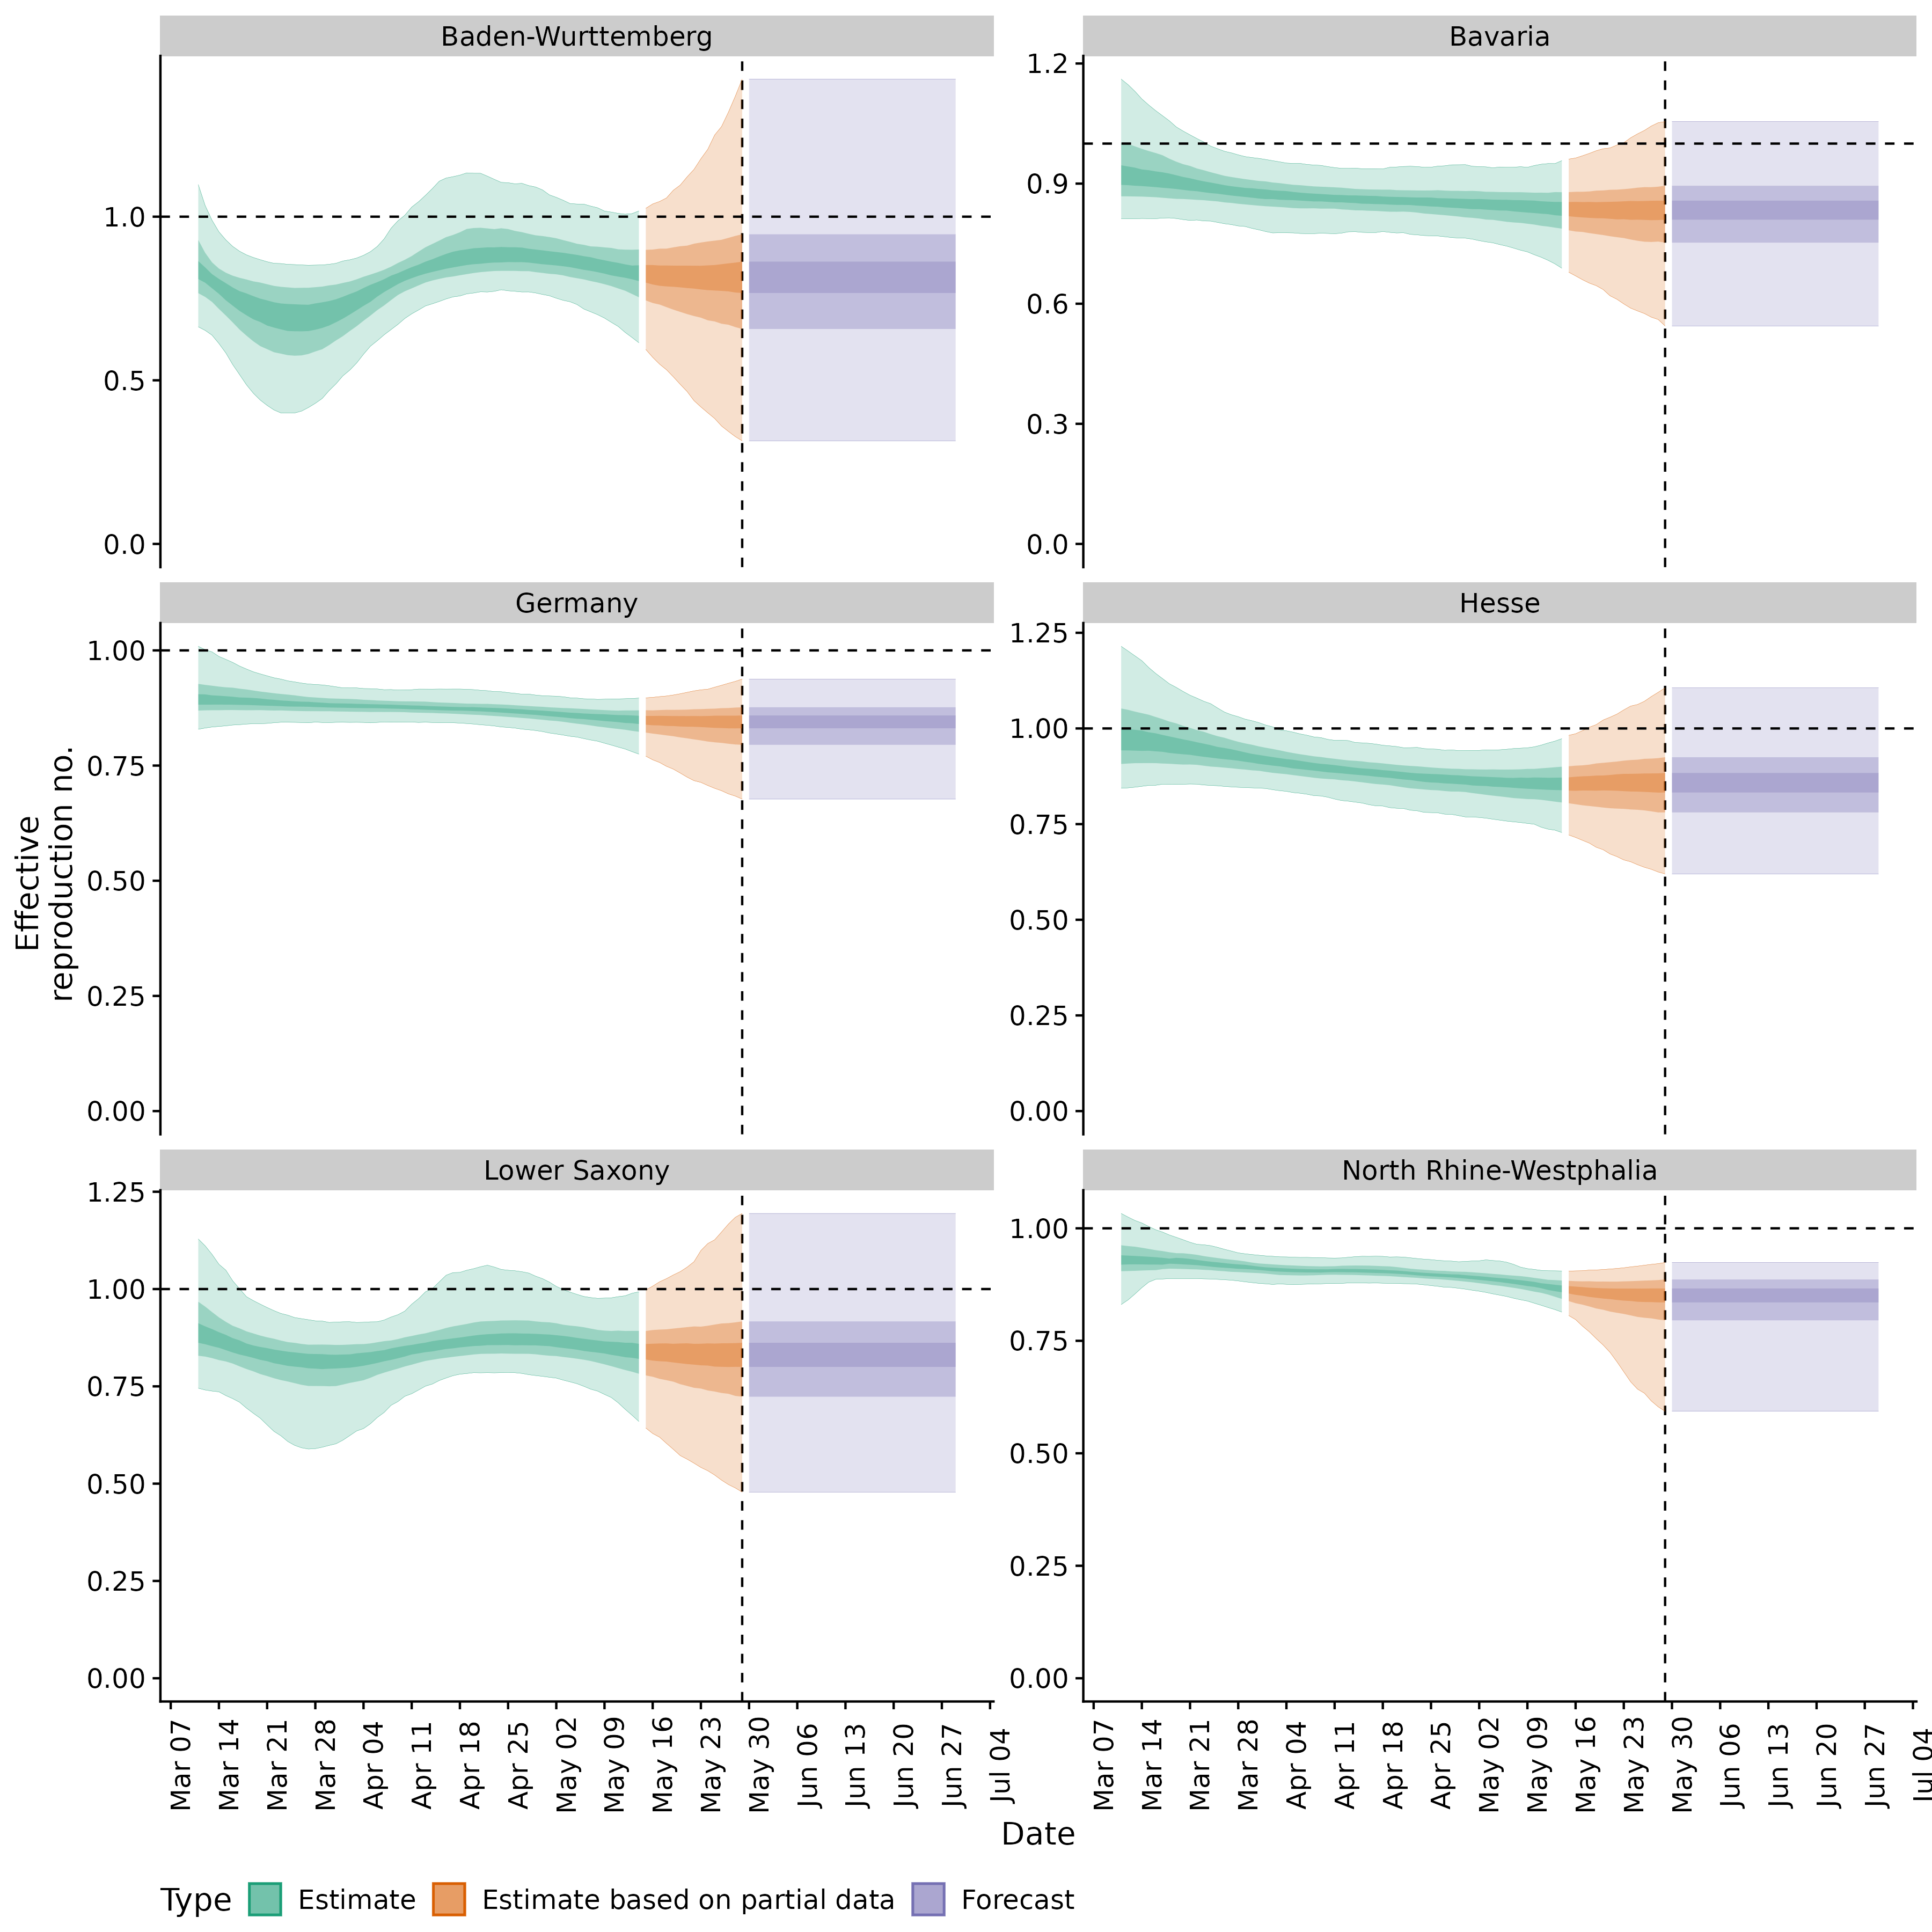 Baden-Wurttemberg
1.0
0.5
0.0
Bavaria
1.2
0.9
0.6
0.3
0.0
Germany
1.00
0.75
0.50
0.25
0.00
Hesse
1.25
1.00
0.75
0.50
0.25
0.00
Effective
reproduction no.
Lower Saxony
1.25
1.00
0.75
0.50
0.25
0.00
North Rhine-Westphalia
1.00
0.75
0.50
0.25
0.00
Mar 07
Mar 14
Mar 21
Mar 28
Apr 04
Apr 11
Apr 18
Apr 25
May 02
May 09
May 16
May 23
May 30
Jun 06
Jun 13
Jun 20
Jun 27
Jul 04
Mar 07
Mar 14
Mar 21
Mar 28
Apr 04
Apr 11
Apr 18
Apr 25
May 02
May 09
May 16
May 23
May 30
Jun 06
Jun 13
Jun 20
Jun 27
Jul 04
Date
Type Estimate Estimate based on partial data Forecast